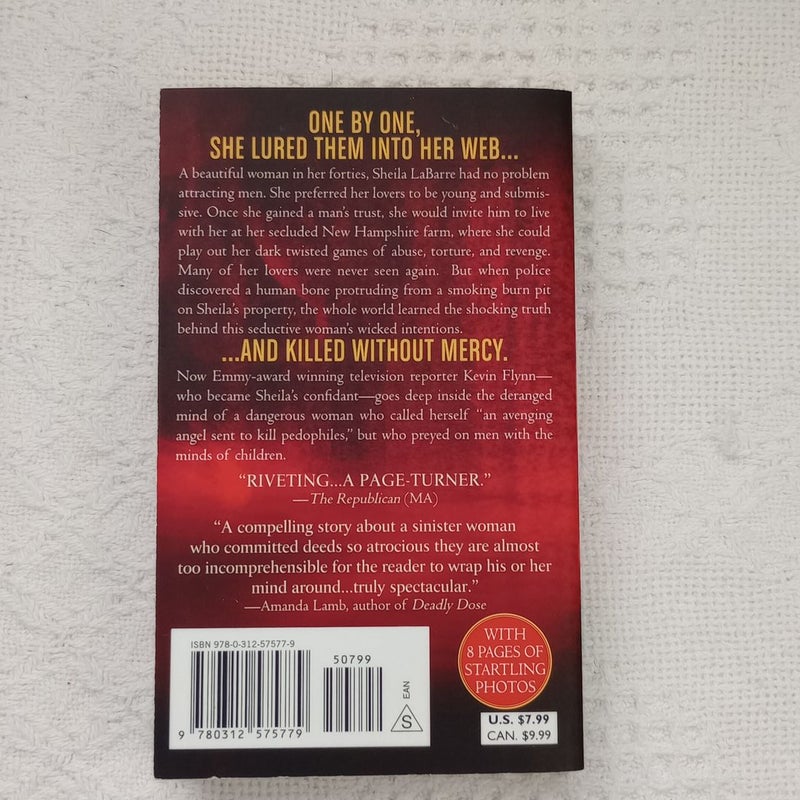 ONE BY ONE,
SHE LURED THEM INTO HER WEB...
A beautiful woman in her forties, Sheila LaBarre had no problem
attracting men. She preferred her lovers to be young and submis-
sive. Once she gained a man's trust, she would invite him to live
with her at her secluded New Hampshire farm, where she could
play out her dark twisted games of abuse, torture, and revenge.
Many of her lovers were never seen again. But when police
discovered a human bone protruding from a smoking burn pit
on Sheila's property, the whole world learned the shocking truth
behind this seductive woman's wicked intentions.
...AND KILLED WITHOUT MERCY.
Now Emmy-award winning television reporter Kevin Flynn—
who became Sheila's confidant—goes deep inside the deranged
mind of a dangerous woman who called herself "an avenging
angel sent to kill pedophiles," but who preyed on men with the
minds of children.
"RIVETING...A PAGE-TURNER."
—The Republican (MA)
"A compelling story about a sinister woman
who committed deeds so atrocious they are almost
too incomprehensible for the reader to wrap his or her
mind around...truly spectacular."
—Amanda Lamb, author of Deadly Dose
ISBN 978-0-312-57577-9
50799
9 780312 575779
EAN
S
WITH
8 PAGES OF
STARTLING
PHOTOS
U.S. $7.99
CAN. $9.99